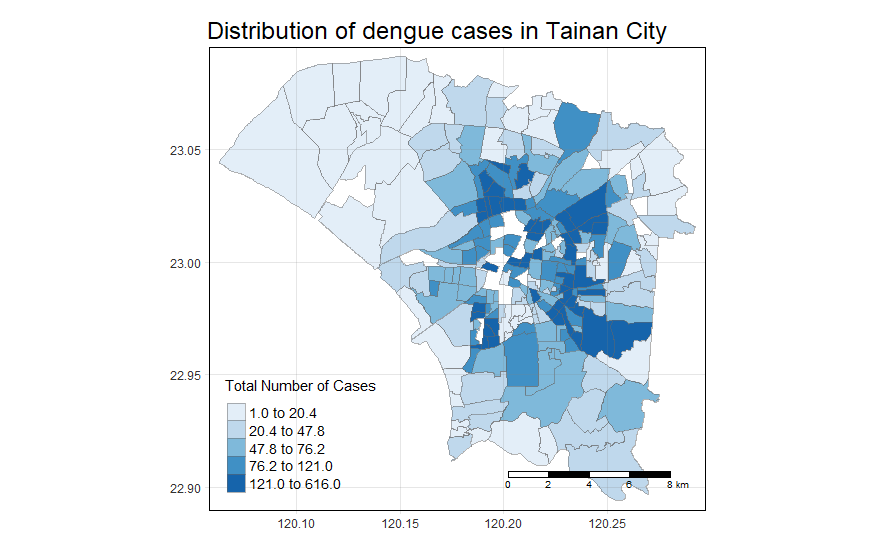 Distribution of dengue cases in Tainan City
23.05
23.00
22.95
22.90
Total Number of Cases
1.0 to 20.4
20.4 to 47.8
47.8 to 76.2
76.2 to 121.0
121.0 to 616.0
0 2 4 6 8 km
120.10 120.15 120.20 120.25